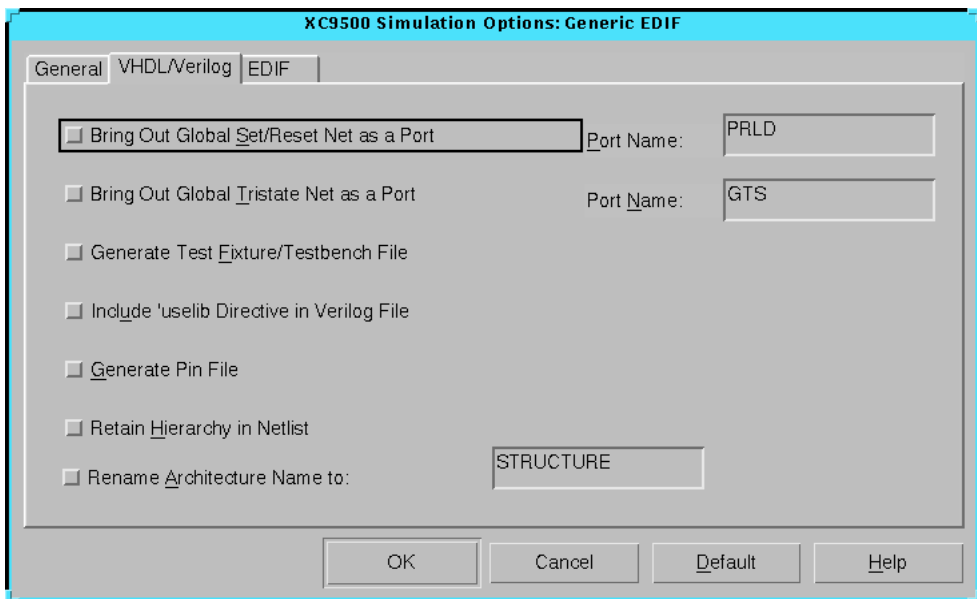 XC9500 Simulation Options: Generic EDIF
General VHDL/Verilog EDIF
Bring Out Global Set/Reset Net as a Port Port Name: PRLD
Bring Out Global Tristate Net as a Port Port Name: GTS
Generate Test Fixture/Testbench File
Include 'uselib Directive in Verilog File
Generate Pin File
Retain Hierarchy in Netlist
Rename Architecture Name to: STRUCTURE
OK Cancel Default Help